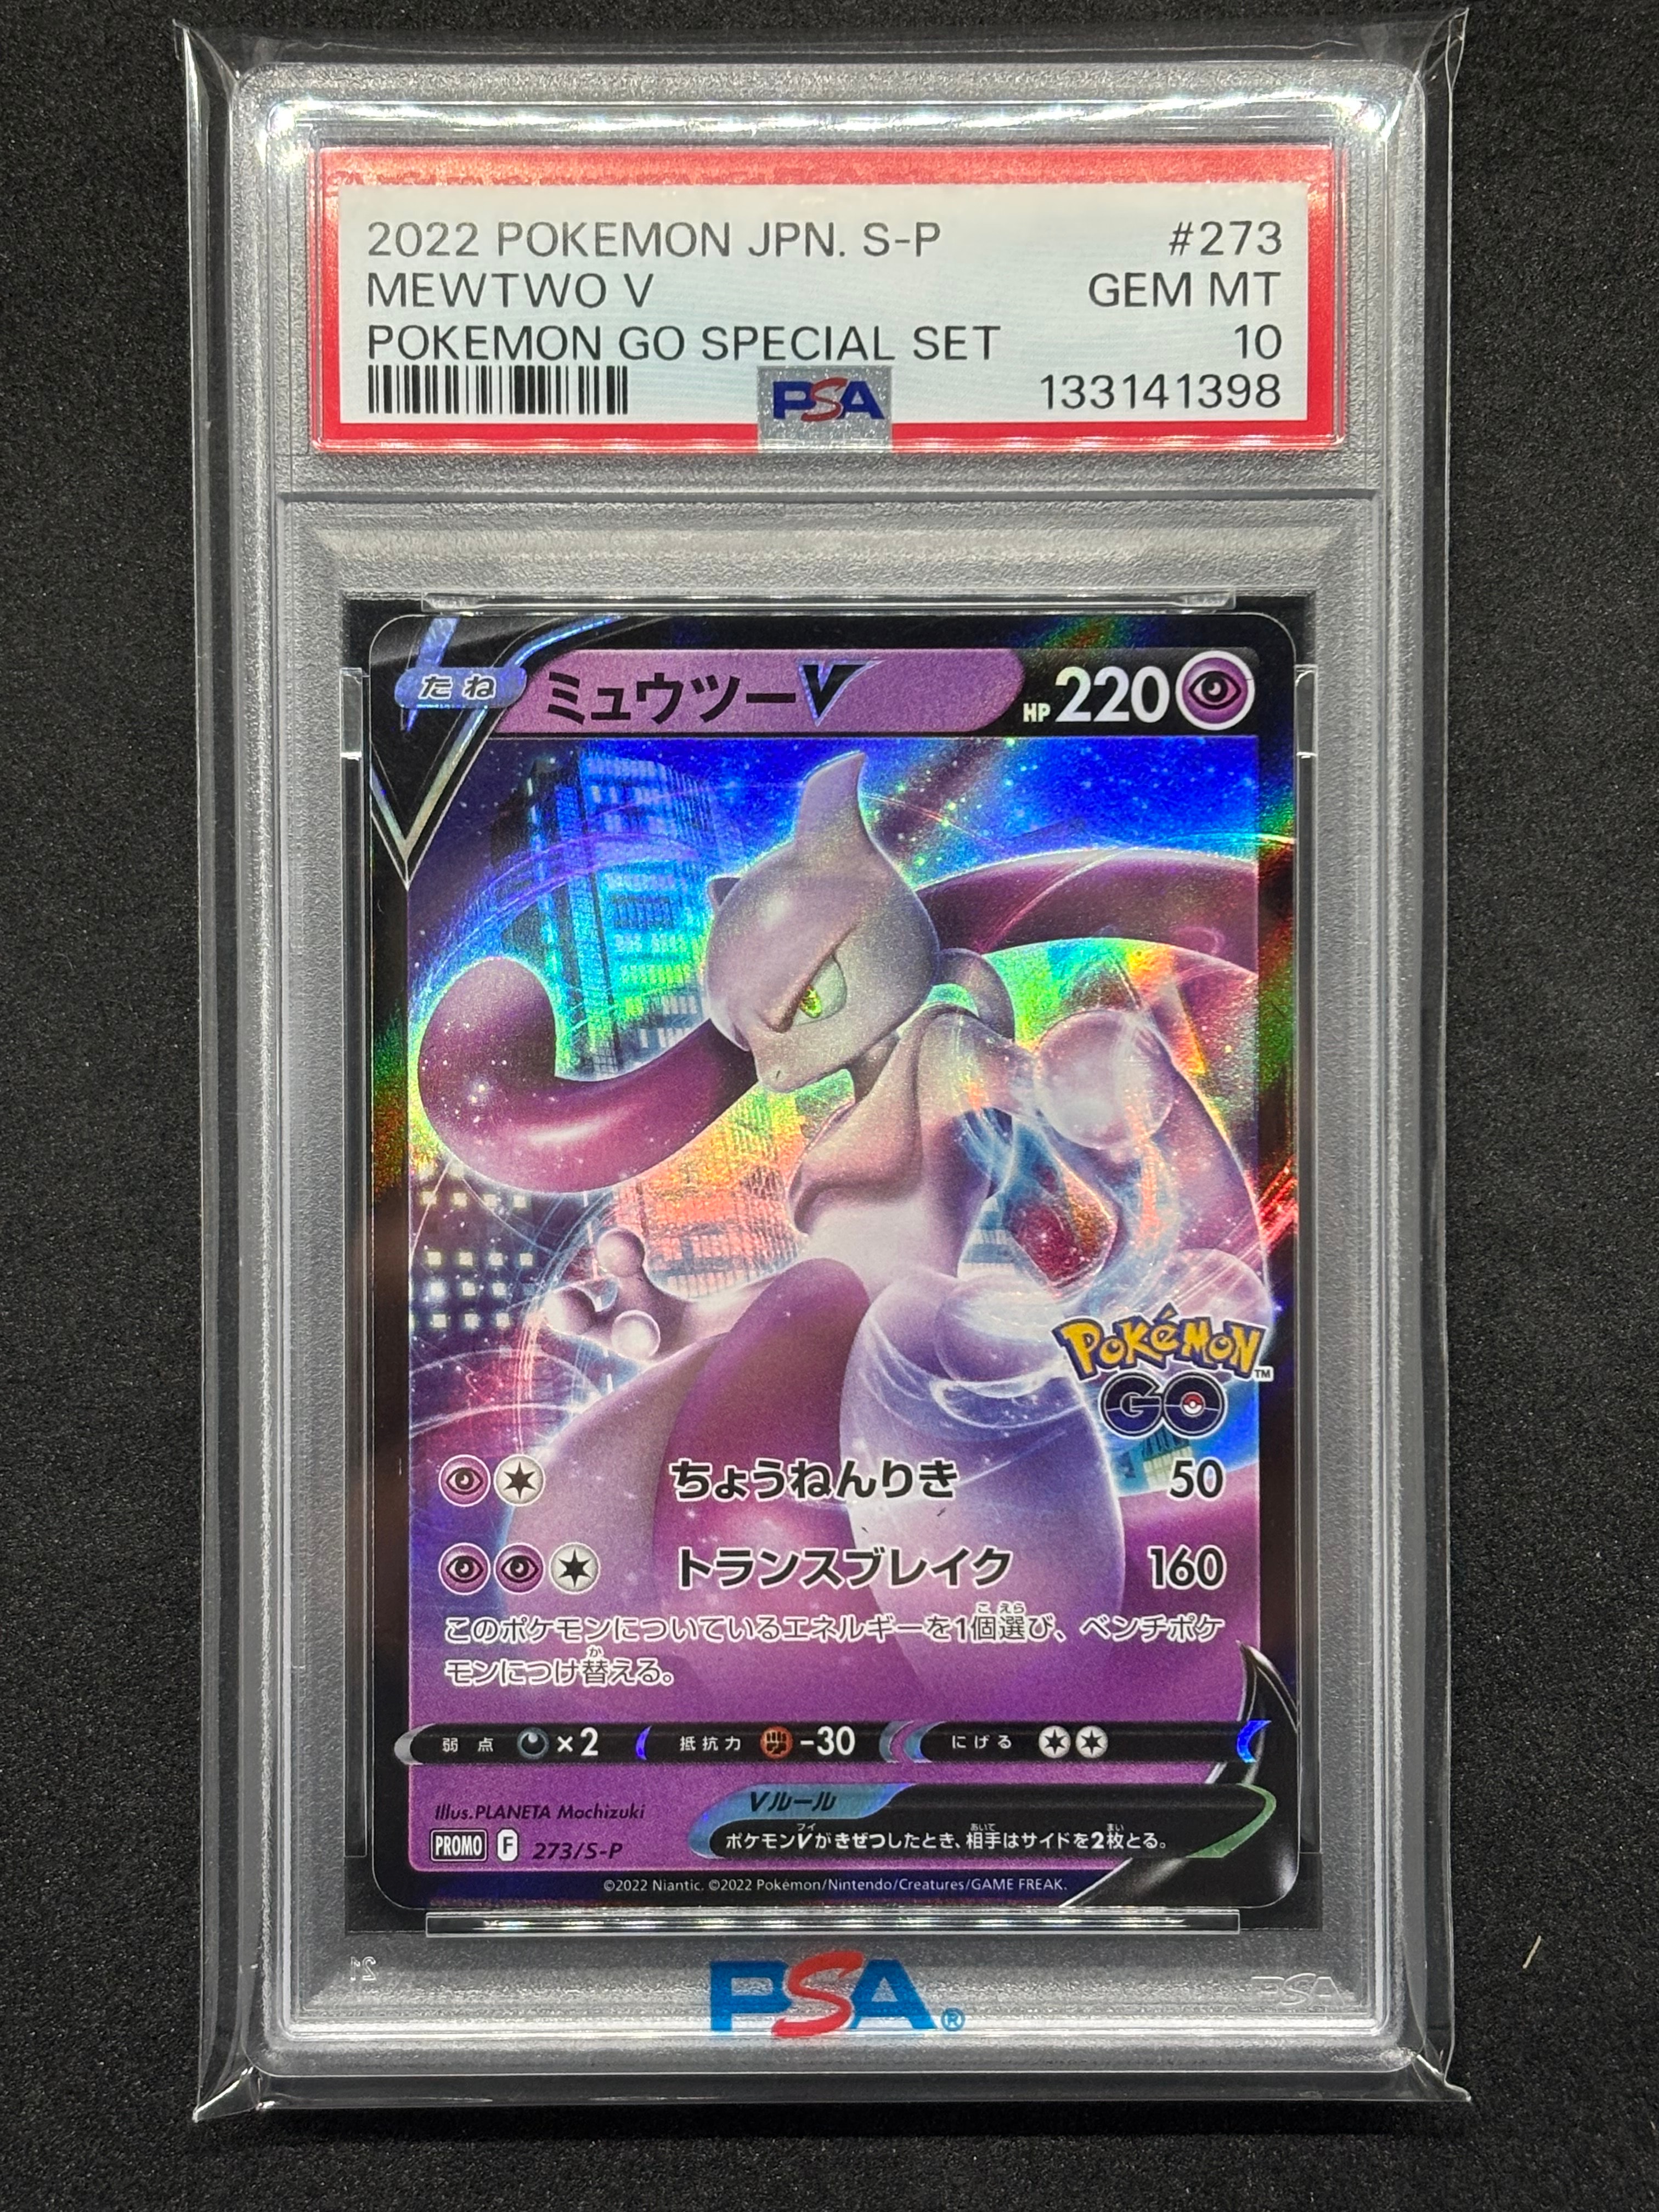 2022 POKEMON JPN. S-P #273
MEWTWO V GEM MT
POKEMON GO SPECIAL SET 10
PSA 133141398
たね ミュウツーV HP 220
POKéMON™
GO
ちょうねんりき 50
トランスブレイク 160
このポケモンについているエネルギーを1個選び、ベンチポケ
モンにつけ替える。
弱点 ×2 抵抗力 -30 にげる
Illus.PLANETA Mochizuki
Vルール
ポケモンVがきぜつしたとき、相手はサイドを2枚とる。
PROMO F 273/S-P
©2022 Niantic. ©2022 Pokémon/Nintendo/Creatures/GAME FREAK.
PSA®
PSA